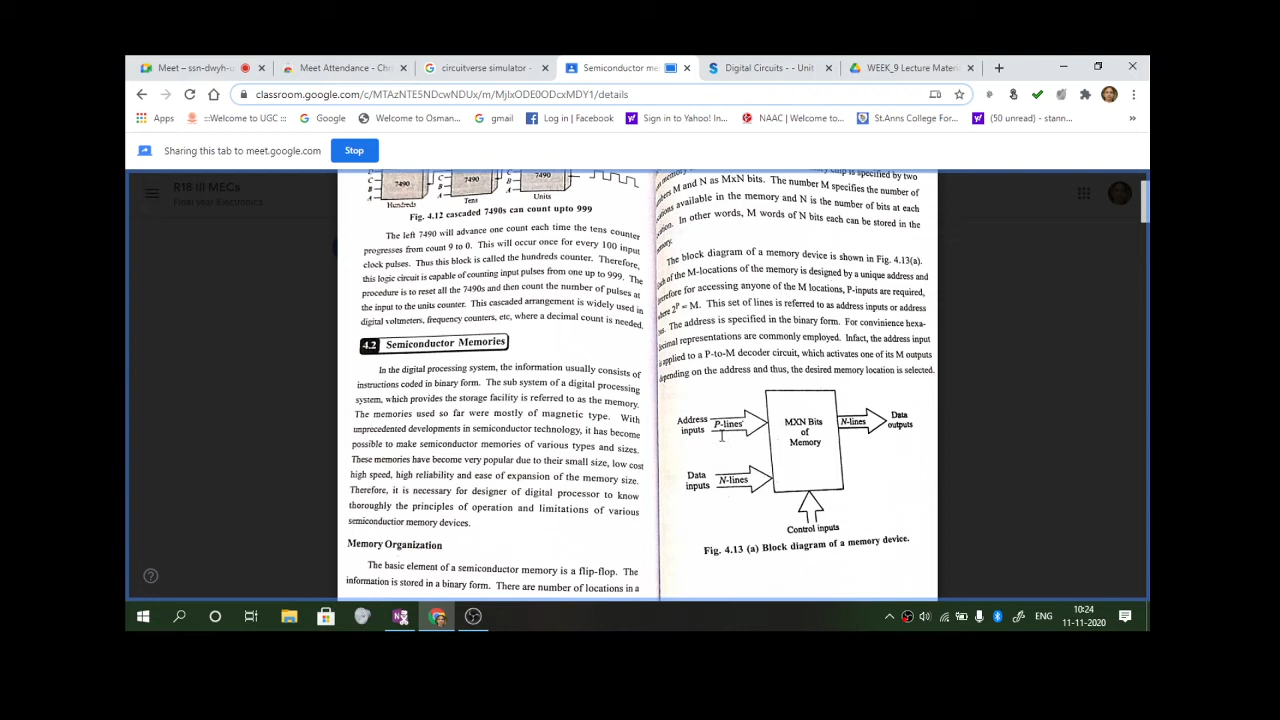 Meet – ssn-dwyh-u
Meet Attendance - Chr
circuitverse simulator -
Semiconductor me
Digital Circuits - - Unit
WEEK_9 Lecture Materi
classroom.google.com/c/MTAzNTE5NDcwNDUx/m/MjIxODE0ODcxMDY1/details
Apps
::Welcome to UGC ::
Google
Welcome to Osman...
gmail
Log in | Facebook
Sign in to Yahoo! In...
NAAC | Welcome to...
St.Anns College For...
(50 unread) - stann...
Sharing this tab to meet.google.com
Stop
R18 III MECs
Final year Electronics
C
B
A
7490
Hundreds
C
B
A
7490
Tens
C
B
A
7490
Units
Fig. 4.12 cascaded 7490s can count upto 999
The left 7490 will advance one count each time the tens counter
progresses from count 9 to 0. This will occur once for every 100 input
clock pulses. Thus this block is called the hundreds counter. Therefore,
this logic circuit is capable of counting input pulses from one up to 999. The
procedure is to reset all the 7490s and then count the number of pulses at
the input to the units counter. This cascaded arrangement is widely used in
digital voltmeters, frequency counters, etc, where a decimal count is needed.
4.2 Semiconductor Memories
In the digital processing system, the information usually consists of
instructions coded in binary form. The sub system of a digital processing
system, which provides the storage facility is referred to as the memory.
The memories used so far were mostly of magnetic type. With
unprecedented developments in semiconductor technology, it has become
possible to make semiconductor memories of various types and sizes.
These memories have become very popular due to their small size, low cost
high speed, high reliability and ease of expansion of the memory size.
Therefore, it is necessary for designer of digital processor to know
thoroughly the principles of operation and limitations of various
semiconductior memory devices.
Memory Organization
The basic element of a semiconductor memory is a flip-flop. The
information is stored in a binary form. There are number of locations in a
memory chip is specified by two
M and N as MxN bits. The number M specifies the number of
available in the memory and N is the number of bits at each
In other words, M words of N bits each can be stored in the
The block diagram of a memory device is shown in Fig. 4.13(a).
of the M-locations of the memory is designed by a unique address and
for accessing anyone of the M locations, P-inputs are required,
2ᴾ = M. This set of lines is referred to as address inputs or address
The address is specified in the binary form. For convinience hexa-
representations are commonly employed. Infact, the address input
is applied to a P-to-M decoder circuit, which activates one of its M outputs
depending on the address and thus, the desired memory location is selected.
Address inputs
P-lines
MXN Bits of Memory
N-lines
Data outputs
Data inputs
N-lines
Control inputs
Fig. 4.13 (a) Block diagram of a memory device.
ENG
10:24
11-11-2020